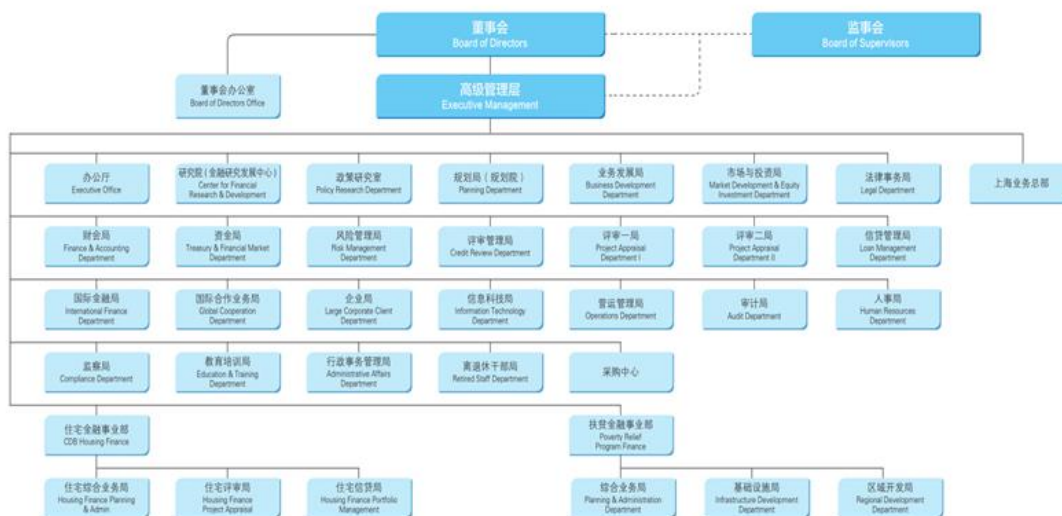 董事会
Board of Directors
监事会
Board of Supervisors
董事会办公室
Board of Directors Office
高级管理层
Executive Management
办公厅
Executive Office
研究院(金融研究发展中心)
Center for Financial
Research & Development
政策研究室
Policy Research Department
规划局(规划院)
Planning Department
业务发展局
Business Development
Department
市场与投资局
Market Development & Equity
Investment Department
法律事务局
Legal Department
上海业务总部
财会局
Finance & Accounting
Department
资金局
Treasury & Financial Market
Department
风险管理局
Risk Management
Department
评审管理局
Credit Review Department
评审一局
Project Appraisal
Department I
评审二局
Project Appraisal
Department II
信贷管理局
Loan Management
Department
国际金融局
International Finance
Department
国际合作业务局
Global Cooperation
Department
企业局
Large Corporate Client
Department
信息科技局
Information Technology
Department
营运管理局
Operations Department
审计局
Audit Department
人事局
Human Resources
Department
监察局
Compliance Department
教育培训局
Education & Training
Department
行政事务管理局
Administrative Affairs
Department
离退休干部局
Retired Staff Department
采购中心
住宅金融事业部
CDB Housing Finance
扶贫金融事业部
Poverty Relief
Program Finance
住宅综合业务局
Housing Finance Planning
& Admin
住宅评审局
Housing Finance
Project Appraisal
住宅信贷局
Housing Finance Portfolio
Management
综合业务局
Planning & Administration
Department
基础设施局
Infrastructure Development
Department
区域开发局
Regional Development
Department